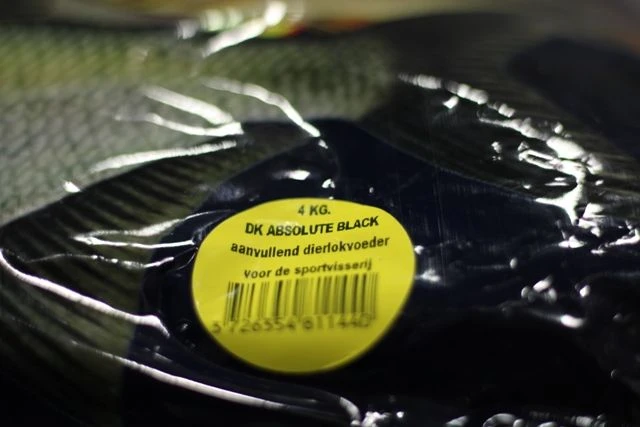 4 KG.
DK ABSOLUTE BLACK
aanvullend dierlokvoeder
voor de sportvisserij